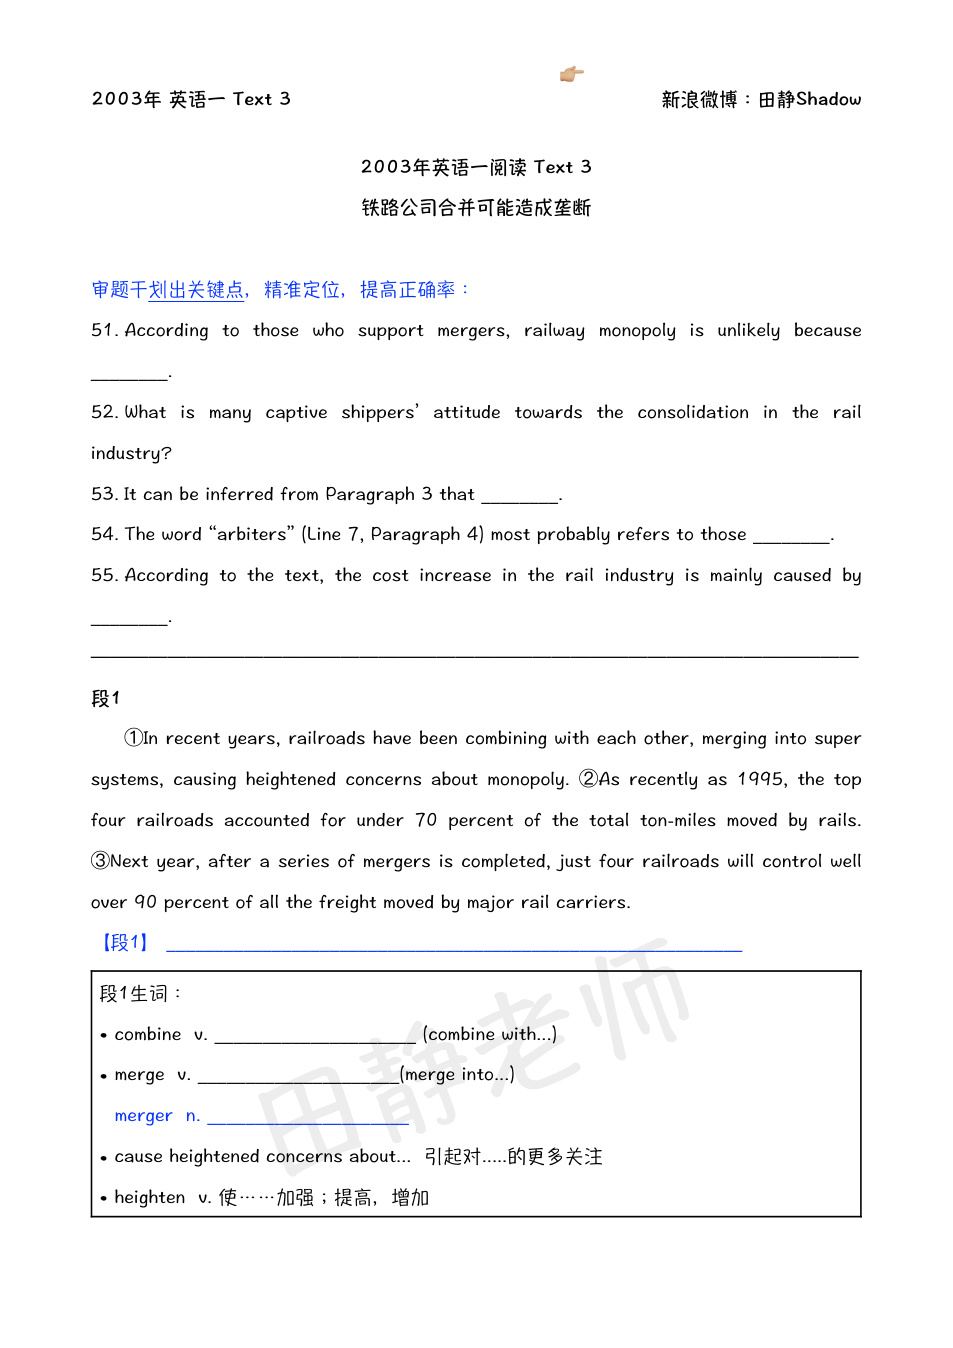 2003年 英语一 Text 3
新浪微博：田静Shadow
2003年英语一阅读 Text 3
铁路公司合并可能造成垄断
审题干划出关键点，精准定位，提高正确率：
51. According to those who support mergers, railway monopoly is unlikely because
________.
52. What is many captive shippers’ attitude towards the consolidation in the rail
industry?
53. It can be inferred from Paragraph 3 that ________.
54. The word “arbiters” (Line 7, Paragraph 4) most probably refers to those ________.
55. According to the text, the cost increase in the rail industry is mainly caused by
________.
段1
①In recent years, railroads have been combining with each other, merging into super
systems, causing heightened concerns about monopoly. ②As recently as 1995, the top
four railroads accounted for under 70 percent of the total ton-miles moved by rails.
③Next year, after a series of mergers is completed, just four railroads will control well
over 90 percent of all the freight moved by major rail carriers.
【段1】 ____________________________________________________________
段1生词：
• combine v. _____________________ (combine with...)
• merge v. _____________________(merge into...)
merger n. _____________________
• cause heightened concerns about... 引起对.....的更多关注
• heighten v. 使……加强；提高，增加
田静老师